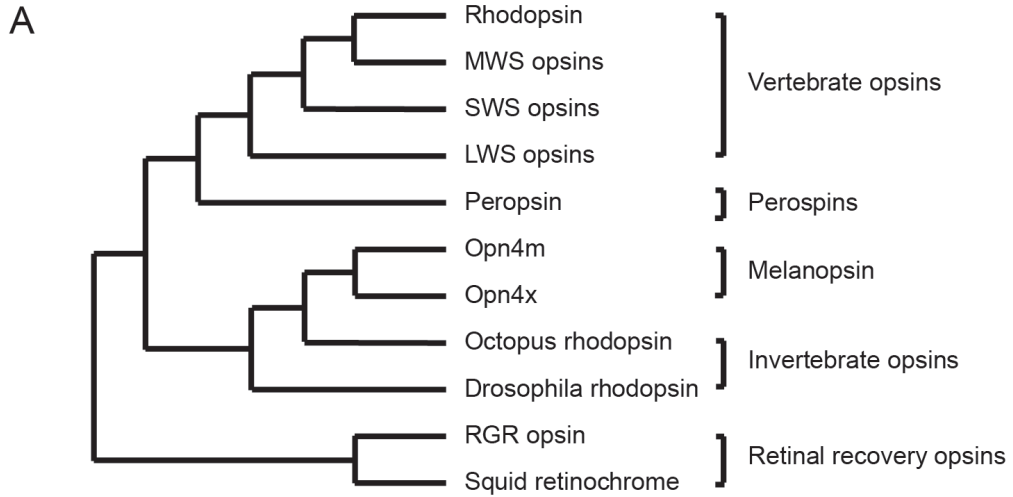 A
Rhodopsin
MWS opsins
SWS opsins
LWS opsins
Vertebrate opsins
Peropsin
Perospins
Opn4m
Opn4x
Melanopsin
Octopus rhodopsin
Drosophila rhodopsin
Invertebrate opsins
RGR opsin
Squid retinochrome
Retinal recovery opsins